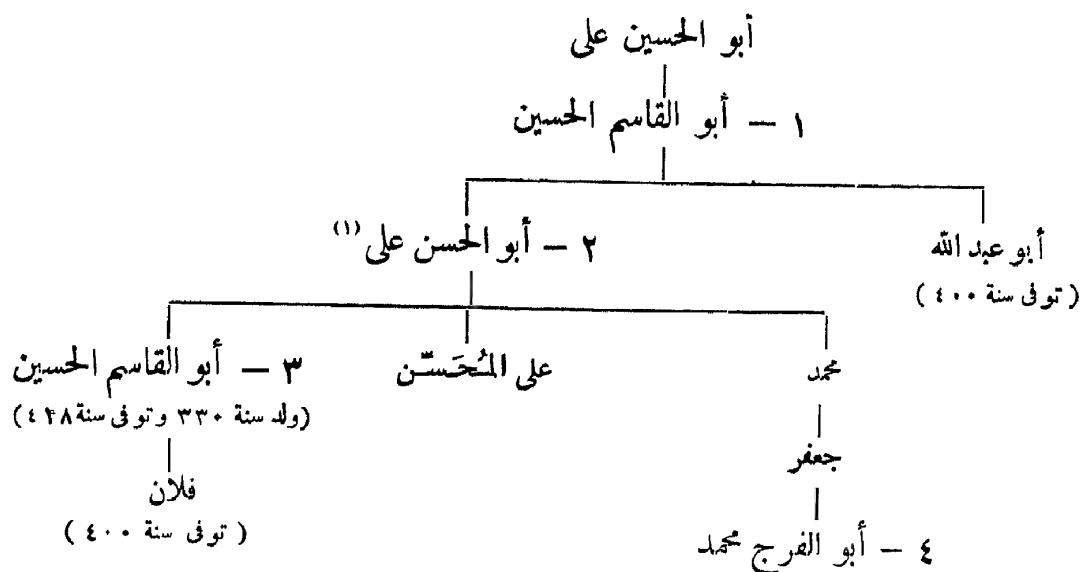 أبو الحسين على
١ — أبو القاسم الحسين
أبو عبد الله
(توفى سنة ٤٠٠)
٢ — أبو الحسن على (١)
محمد
على المُحَسّن
٣ — أبو القاسم الحسين
(ولد سنة ٣٣٠ وتوفى سنة ٤٢٨)
جعفر
فلان
(توفى سنة ٤٠٠)
٤ — أبو الفرج محمد